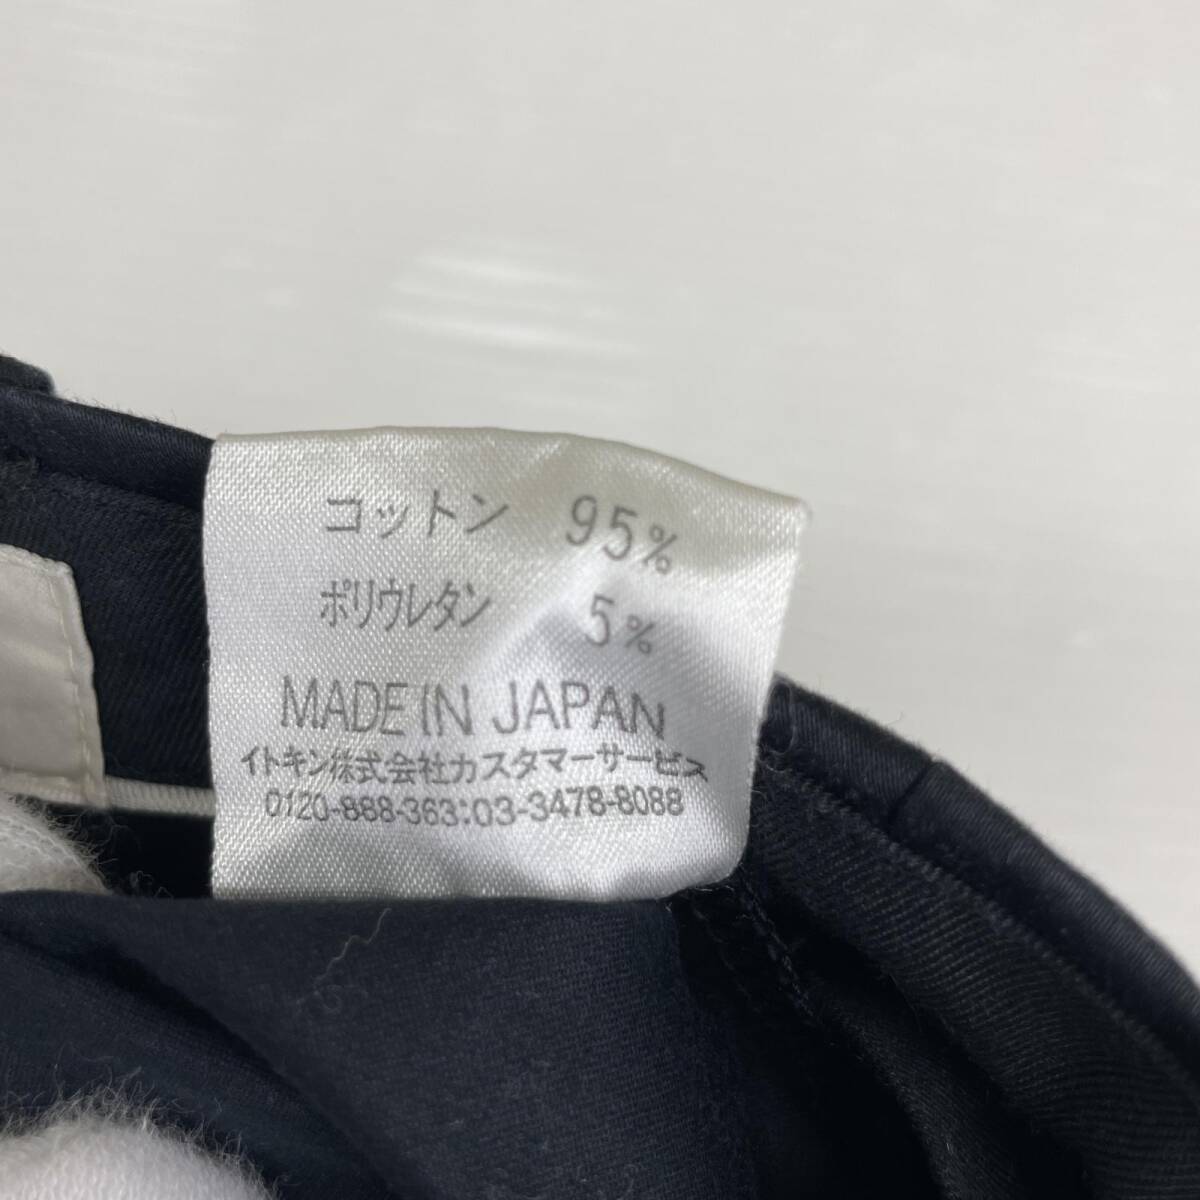 コットン 95%
ポリウレタン 5%
MADE IN JAPAN
イトキン株式会社カスタマーサービス
0120-888-363:03-3478-8088